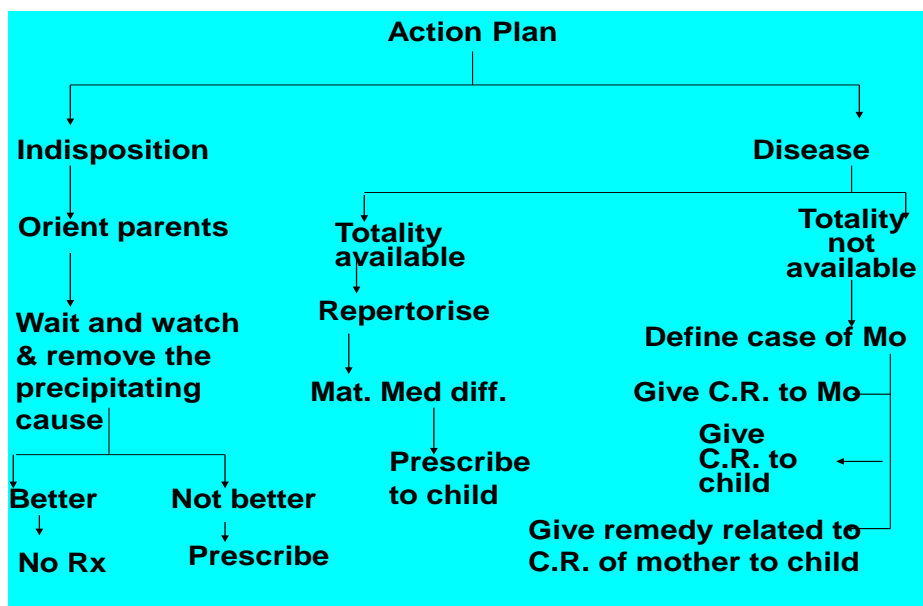 Action Plan
Indisposition
Disease
Orient parents
Totality
available
Totality
not
available
Wait and watch
& remove the
precipitating
cause
Repertorise
Define case of Mo
Mat. Med diff.
Give C.R. to Mo
Prescribe
to child
Give
C.R. to
child
Better
Not better
No Rx
Prescribe
Give remedy related to
C.R. of mother to child